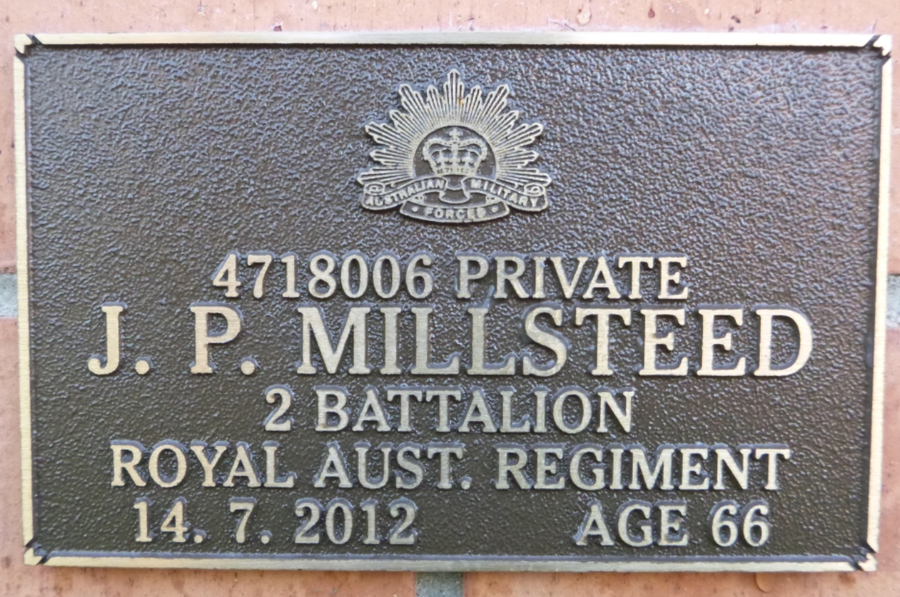 AUSTRALIAN MILITARY
FORCES
4718006 PRIVATE
J. P. MILLSTEED
2 BATTALION
ROYAL AUST. REGIMENT
14. 7. 2012 AGE 66